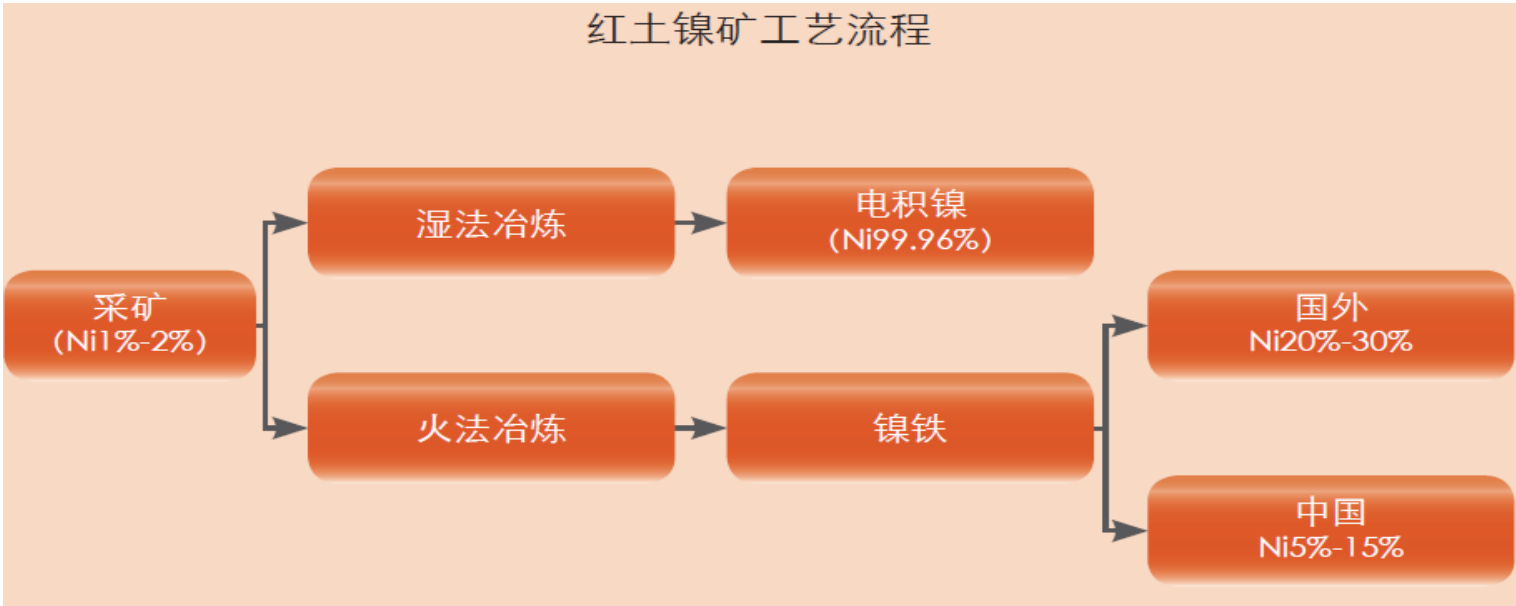 红土镍矿工艺流程
采矿
(Ni1%-2%)
湿法冶炼
电积镍
(Ni99.96%)
火法冶炼
镍铁
国外
Ni20%-30%
中国
Ni5%-15%